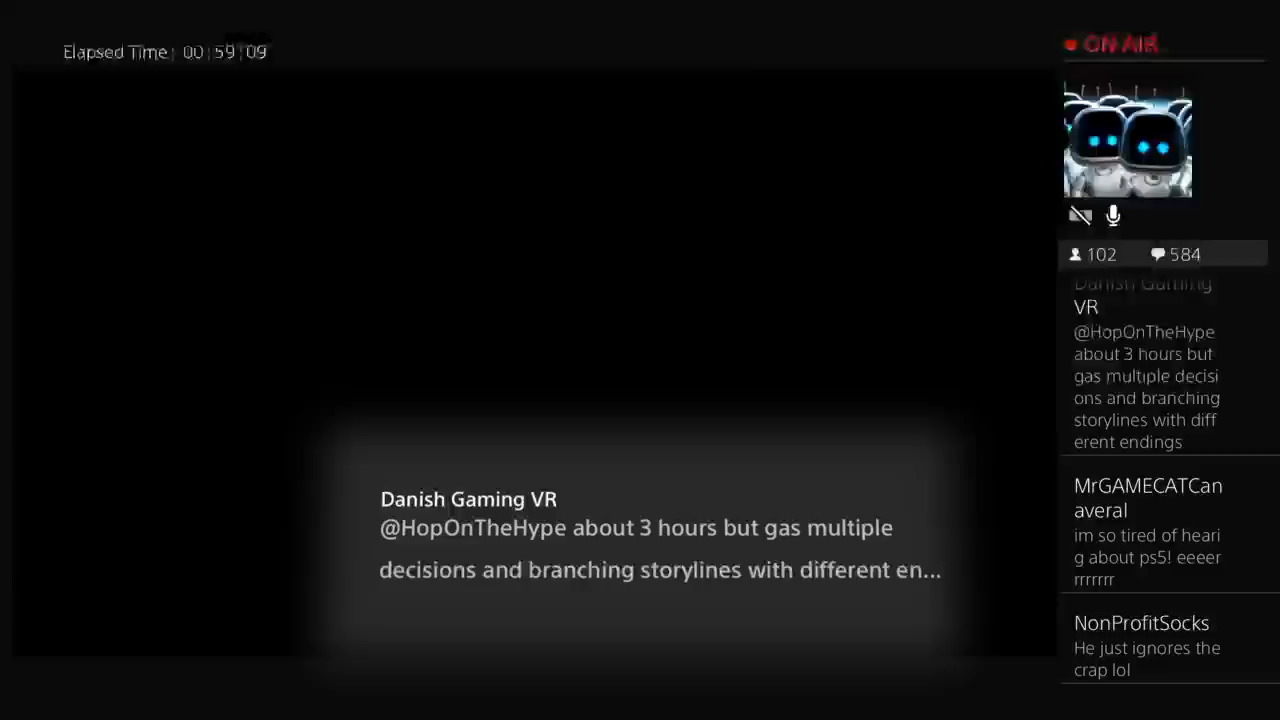 Elapsed Time: 00:59:09
ON AIR
102 584
Danish Gaming
VR
@HopOnTheHype
about 3 hours but
gas multiple decisi
ons and branching
storylines with diff
erent endings
MrGAMECATCan
averal
im so tired of heari
g about ps5! eeeer
rrrrrrr
NonProfitSocks
He just ignores the
crap lol
Danish Gaming VR
@HopOnTheHype about 3 hours but gas multiple
decisions and branching storylines with different en...